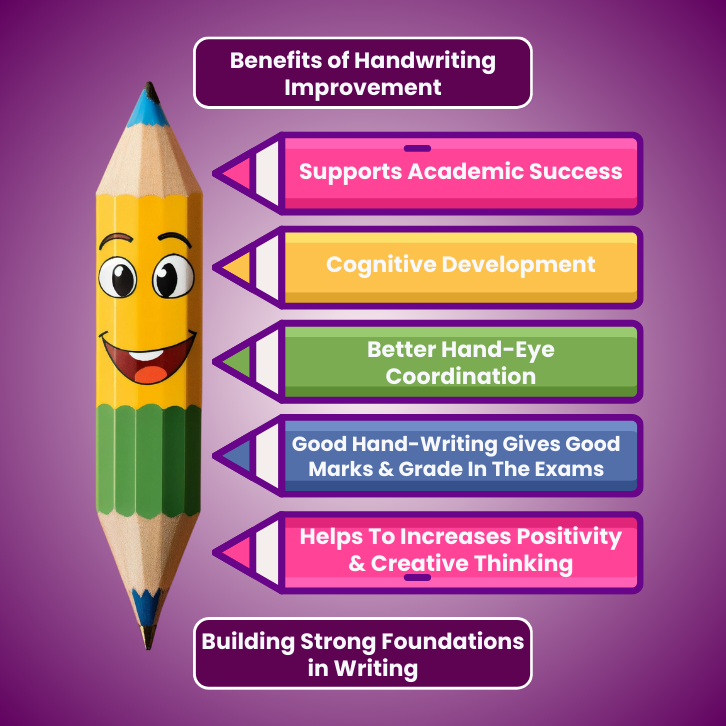 Benefits of Handwriting
Improvement
Supports Academic Success
Cognitive Development
Better Hand-Eye
Coordination
Good Hand-Writing Gives Good
Marks & Grade In The Exams
Helps To Increases Positivity
& Creative Thinking
Building Strong Foundations
in Writing